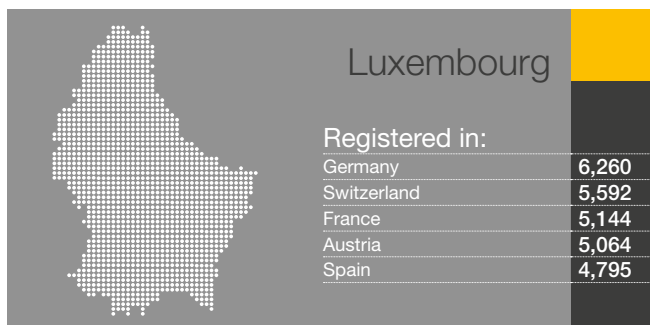 Luxembourg
Registered in:
Germany 6,260
Switzerland 5,592
France 5,144
Austria 5,064
Spain 4,795